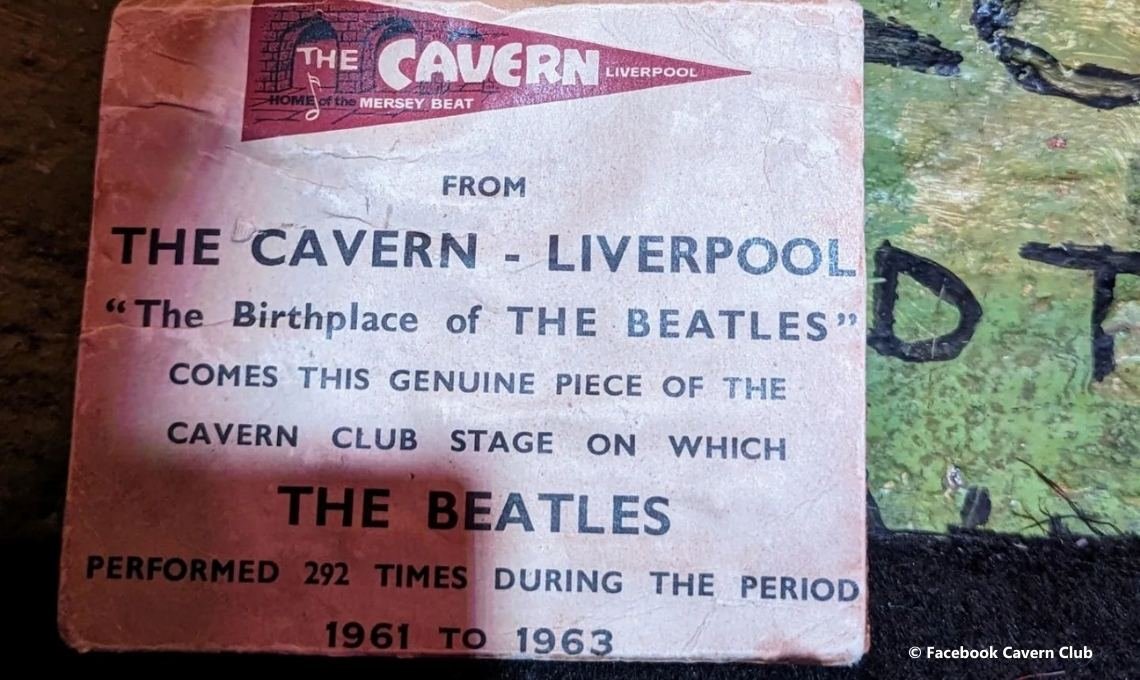 THE CAVERN LIVERPOOL
HOME of the MERSEY BEAT
FROM
THE CAVERN - LIVERPOOL
“The Birthplace of THE BEATLES”
COMES THIS GENUINE PIECE OF THE
CAVERN CLUB STAGE ON WHICH
THE BEATLES
PERFORMED 292 TIMES DURING THE PERIOD
1961 TO 1963
D T
© Facebook Cavern Club